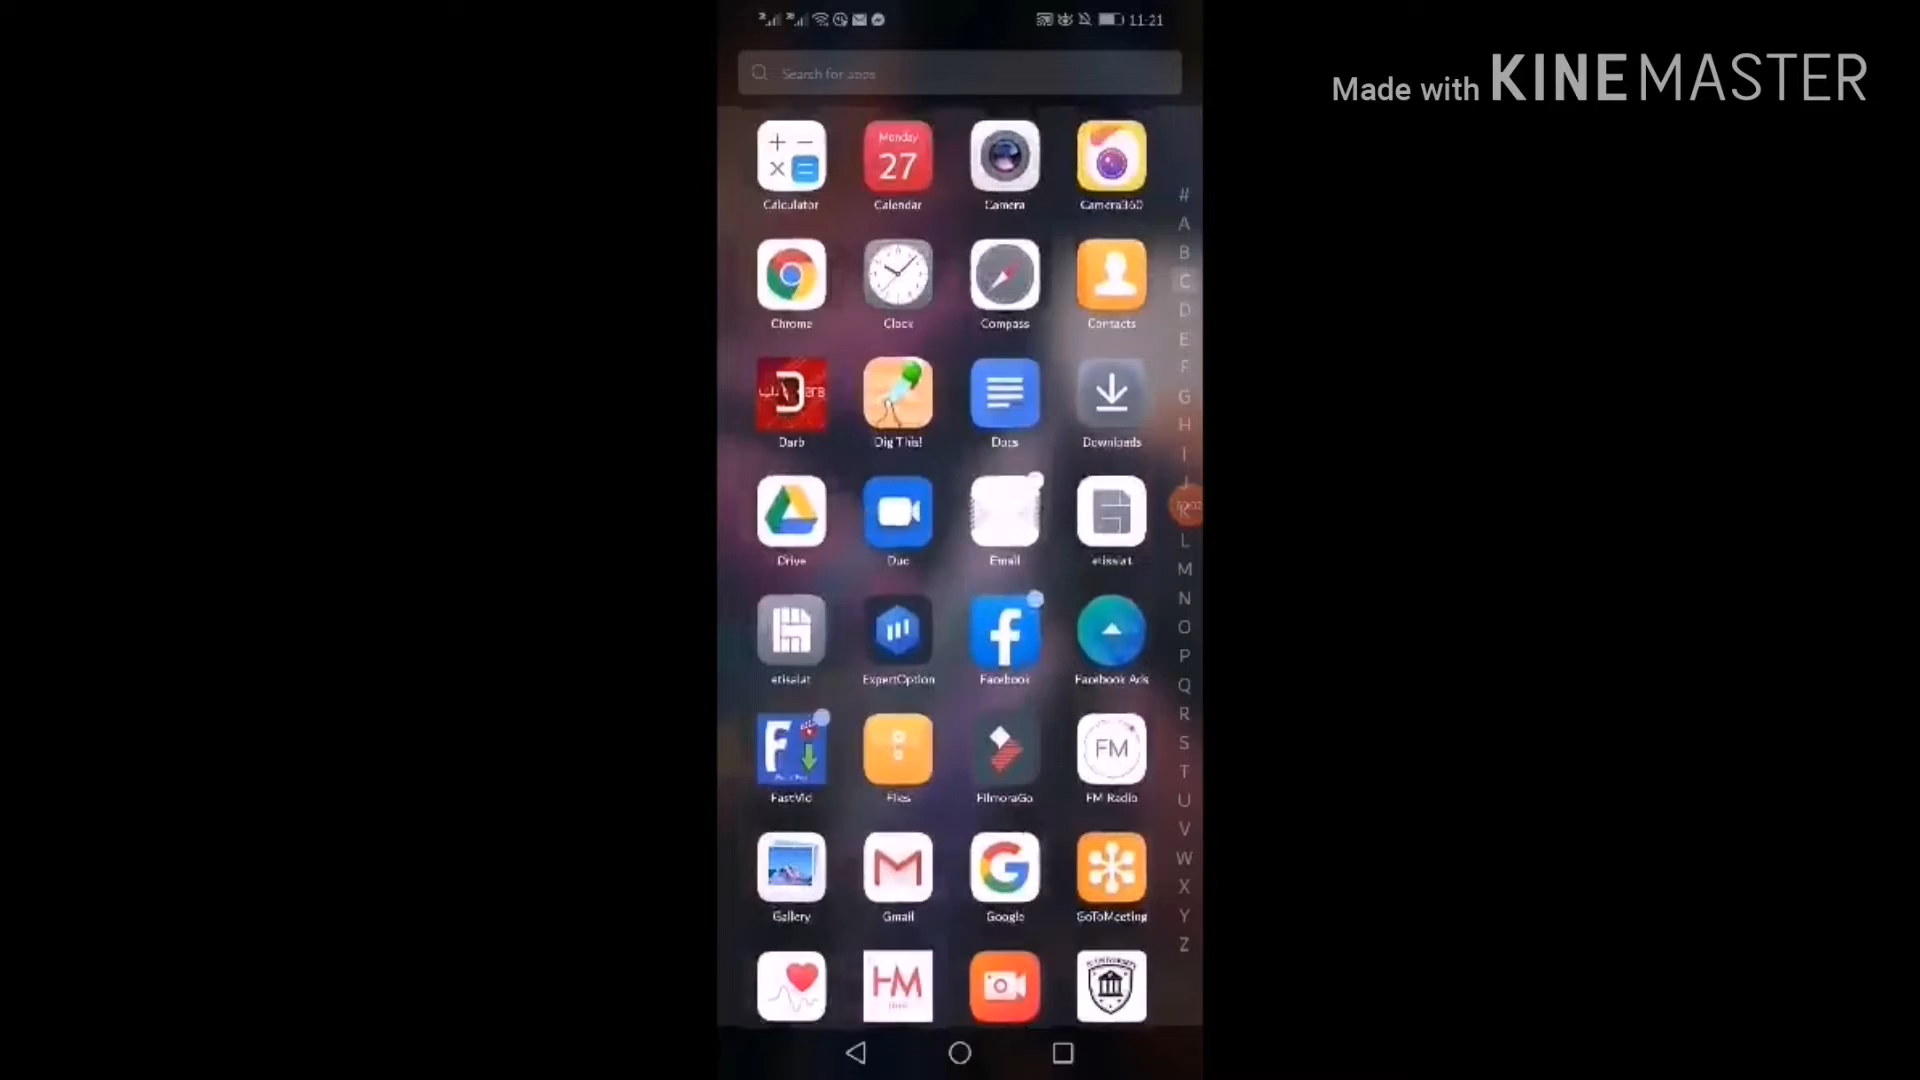 11:21
Made with KINEMASTER
Search for apps
Monday
27
Calculator Calendar Camera Camera360
#
A
B
Chrome Clock Compass Contacts
C
D
E
F
Darb Dig This! Docs Downloads
G
H
I
J
K
Drive Duo Email etisalat
L
M
N
O
P
etisalat ExpertOption Facebook Facebook Ads
Q
R
S
T
FM
FastVid Files FilmoraGo FM Radio
U
V
W
X
Gallery Gmail Google GoToMeeting
Y
Z
HM